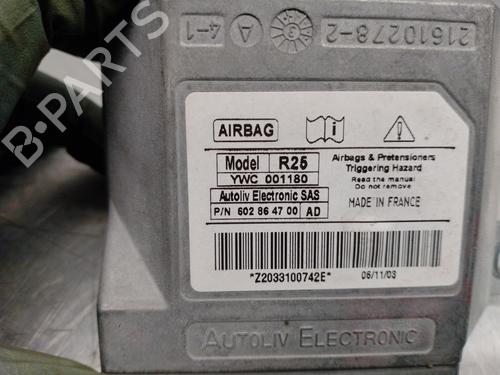 21610278-2
A
4-1
AIRBAG
Model R25
YWC 001180
Autoliv Electronic SAS
P/N 602 86 47 00 AD
Airbags & Pretensioners
Triggering Hazard
Read the manual
Do not remove
MADE IN FRANCE
*Z2033100742E*
06/11/03
AUTOLIV ELECTRONIC